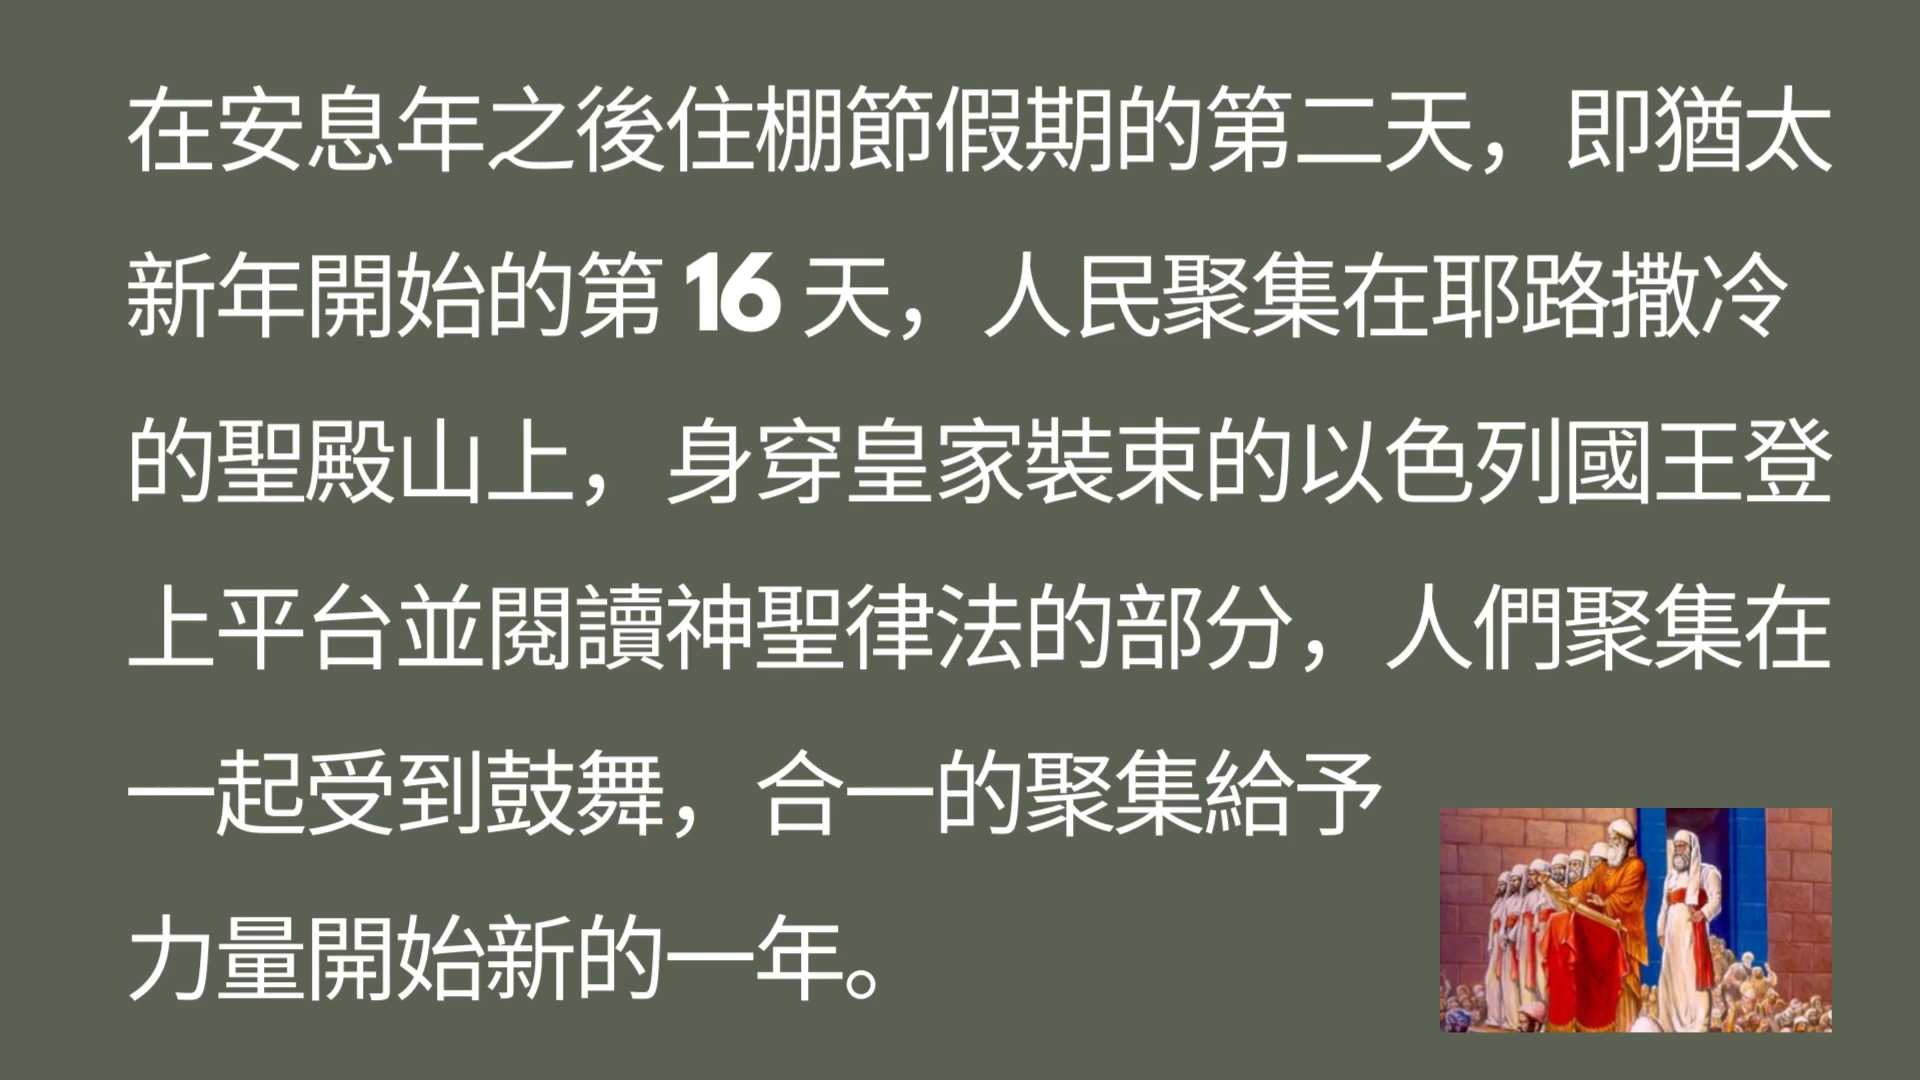 在安息年之後住棚節假期的第二天，即猶太
新年開始的第 16 天，人民聚集在耶路撒冷
的聖殿山上，身穿皇家裝束的以色列國王登
上平台並閱讀神聖律法的部分，人們聚集在
一起受到鼓舞，合一的聚集給予
力量開始新的一年。